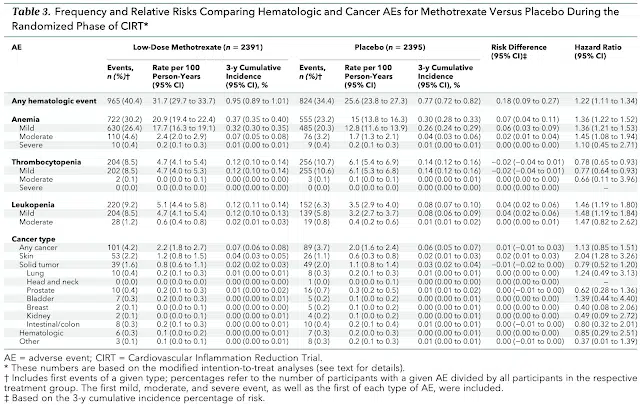 Table 3. Frequency and Relative Risks Comparing Hematologic and Cancer AEs for Methotrexate Versus Placebo During the
Randomized Phase of CIRT*
AE Low-Dose Methotrexate (n = 2391) Placebo (n = 2395) Risk Difference (95% CI)‡ Hazard Ratio (95% CI)
Events, n (%)† Rate per 100 Person-Years (95% CI) 3-y Cumulative Incidence (95% CI) Events, n (%)† Rate per 100 Person-Years (95% CI) 3-y Cumulative Incidence (95% CI)
Any hematologic event 965 (40.4) 31.7 (29.7 to 33.7) 0.95 (0.89 to 1.01) 824 (34.4) 25.6 (23.8 to 27.3) 0.77 (0.72 to 0.82) 0.18 (0.09 to 0.27) 1.22 (1.11 to 1.34)
Anemia 722 (30.2) 20.9 (19.4 to 22.4) 0.37 (0.35 to 0.40) 555 (23.2) 15 (13.8 to 16.3) 0.30 (0.28 to 0.33) 0.07 (0.04 to 0.11) 1.36 (1.22 to 1.52)
Mild 630 (26.4) 17.7 (16.3 to 19.1) 0.32 (0.30 to 0.35) 485 (20.3) 12.8 (11.6 to 13.9) 0.26 (0.24 to 0.29) 0.06 (0.03 to 0.09) 1.36 (1.21 to 1.53)
Moderate 110 (4.6) 2.4 (2.0 to 2.9) 0.07 (0.05 to 0.08) 76 (3.2) 1.7 (1.3 to 2.1) 0.04 (0.03 to 0.06) 0.02 (0.01 to 0.04) 1.45 (1.08 to 1.94)
Severe 10 (0.4) 0.2 (0.1 to 0.3) 0.00 (0.00 to 0.01) 9 (0.4) 0.2 (0.1 to 0.3) 0.01 (0.00 to 0.01) 0.00 (0.00 to 0.00) 1.10 (0.45 to 2.71)
Thrombocytopenia 204 (8.5) 4.7 (4.1 to 5.4) 0.12 (0.10 to 0.14) 256 (10.7) 6.1 (5.4 to 6.9) 0.14 (0.12 to 0.16) −0.02 (−0.04 to 0.01) 0.78 (0.65 to 0.93)
Mild 202 (8.5) 4.7 (4.0 to 5.3) 0.12 (0.10 to 0.14) 255 (10.6) 6.1 (5.3 to 6.8) 0.14 (0.12 to 0.16) −0.02 (−0.04 to 0.01) 0.77 (0.64 to 0.93)
Moderate 2 (0.1) 0.0 (0.0 to 0.1) 0.00 (0.00 to 0.00) 3 (0.1) 0.1 (0.0 to 0.1) 0.00 (0.00 to 0.00) 0.00 (0.00 to 0.00) 0.66 (0.11 to 3.96)
Severe 0 (0.0) 0.0 (0.0 to 0.0) 0.00 (0.00 to 0.00) 0 (0.0) 0.0 (0.0 to 0.0) 0.00 (0.00 to 0.00) 0.00 (0.00 to 0.00) –
Leukopenia 220 (9.2) 5.1 (4.4 to 5.8) 0.12 (0.11 to 0.14) 152 (6.3) 3.5 (2.9 to 4.0) 0.08 (0.07 to 0.10) 0.04 (0.02 to 0.06) 1.46 (1.19 to 1.80)
Mild 204 (8.5) 4.7 (4.1 to 5.4) 0.12 (0.10 to 0.13) 139 (5.8) 3.2 (2.7 to 3.7) 0.08 (0.06 to 0.09) 0.04 (0.02 to 0.06) 1.48 (1.19 to 1.84)
Moderate 28 (1.2) 0.6 (0.4 to 0.8) 0.02 (0.01 to 0.03) 19 (0.8) 0.4 (0.2 to 0.6) 0.01 (0.01 to 0.02) 0.00 (0.00 to 0.01) 1.47 (0.82 to 2.62)
Cancer type
Any cancer 101 (4.2) 2.2 (1.8 to 2.7) 0.07 (0.06 to 0.08) 89 (3.7) 2.0 (1.6 to 2.4) 0.06 (0.05 to 0.07) 0.01 (−0.01 to 0.03) 1.13 (0.85 to 1.51)
Skin 53 (2.2) 1.2 (0.8 to 1.5) 0.04 (0.03 to 0.05) 26 (1.1) 0.6 (0.3 to 0.8) 0.02 (0.01 to 0.03) 0.02 (0.01 to 0.03) 2.04 (1.28 to 3.26)
Solid tumor 39 (1.6) 0.8 (0.6 to 1.1) 0.02 (0.02 to 0.03) 49 (2.0) 1.1 (0.8 to 1.4) 0.03 (0.02 to 0.04) −0.01 (−0.02 to 0.00) 0.79 (0.52 to 1.20)
Lung 10 (0.4) 0.2 (0.1 to 0.3) 0.01 (0.00 to 0.01) 8 (0.3) 0.2 (0.1 to 0.3) 0.01 (0.00 to 0.01) 0.00 (0.00 to 0.00) 1.24 (0.49 to 3.13)
Head and neck 0 (0.0) 0.0 (0.0 to 0.0) 0.00 (0.00 to 0.00) 1 (0.0) 0.0 (0.0 to 0.1) 0.00 (0.00 to 0.00) 0.00 (0.00 to 0.00) –
Prostate 10 (0.4) 0.2 (0.1 to 0.3) 0.01 (0.00 to 0.01) 16 (0.7) 0.3 (0.2 to 0.5) 0.01 (0.01 to 0.02) 0.00 (−0.01 to 0.00) 0.62 (0.28 to 1.36)
Bladder 7 (0.3) 0.2 (0.0 to 0.3) 0.00 (0.00 to 0.01) 5 (0.2) 0.1 (0.0 to 0.2) 0.00 (0.00 to 0.01) 0.00 (0.00 to 0.00) 1.39 (0.44 to 4.40)
Breast 2 (0.1) 0.0 (0.0 to 0.1) 0.00 (0.00 to 0.00) 5 (0.2) 0.1 (0.0 to 0.2) 0.00 (0.00 to 0.01) 0.00 (0.00 to 0.00) 0.40 (0.08 to 2.06)
Kidney 2 (0.1) 0.0 (0.0 to 0.1) 0.00 (0.00 to 0.00) 4 (0.2) 0.1 (0.0 to 0.2) 0.00 (0.00 to 0.01) 0.00 (0.00 to 0.00) 0.49 (0.09 to 2.72)
Intestinal/colon 8 (0.3) 0.2 (0.1 to 0.3) 0.00 (0.00 to 0.01) 10 (0.4) 0.2 (0.1 to 0.4) 0.01 (0.00 to 0.01) 0.00 (−0.01 to 0.00) 0.80 (0.32 to 2.01)
Hematologic 6 (0.3) 0.1 (0.0 to 0.2) 0.00 (0.00 to 0.01) 7 (0.3) 0.2 (0.0 to 0.3) 0.00 (0.00 to 0.01) 0.00 (0.00 to 0.00) 0.85 (0.29 to 2.51)
Other 3 (0.1) 0.1 (0.0 to 0.1) 0.00 (0.00 to 0.00) 8 (0.3) 0.2 (0.1 to 0.3) 0.01 (0.00 to 0.01) 0.00 (−0.01 to 0.00) 0.37 (0.01 to 1.39)
AE = adverse event; CIRT = Cardiovascular Inflammation Reduction Trial.
* These numbers are based on the modified intention-to-treat analyses (see text for details).
† Includes first events of a given type; percentages refer to the number of participants with a given AE divided by all participants in the respective
treatment group. The first mild, moderate, and severe event, as well as the first of each type of AE, were included.
‡ Based on the 3-y cumulative incidence percentage of risk.